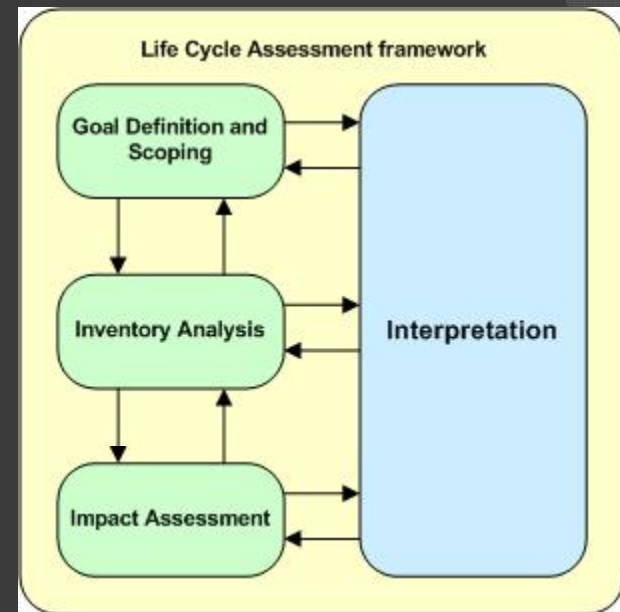 Life Cycle Assessment framework
Goal Definition and
Scoping
Inventory Analysis
Interpretation
Impact Assessment